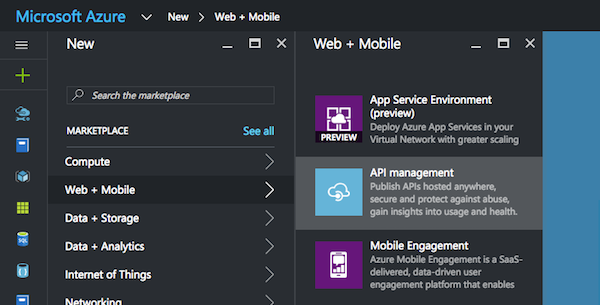 Microsoft Azure New Web + Mobile
New
Search the marketplace
MARKETPLACE See all
Compute
Web + Mobile
Data + Storage
Data + Analytics
Internet of Things
Networking
Web + Mobile
App Service Environment
(preview)
Deploy Azure App Services in your
Virtual Network with greater scaling
PREVIEW
API management
Publish APIs hosted anywhere,
secure and protect against abuse,
gain insights into usage and health.
Mobile Engagement
Azure Mobile Engagement is a SaaS-
delivered, data-driven user
engagement platform that enables